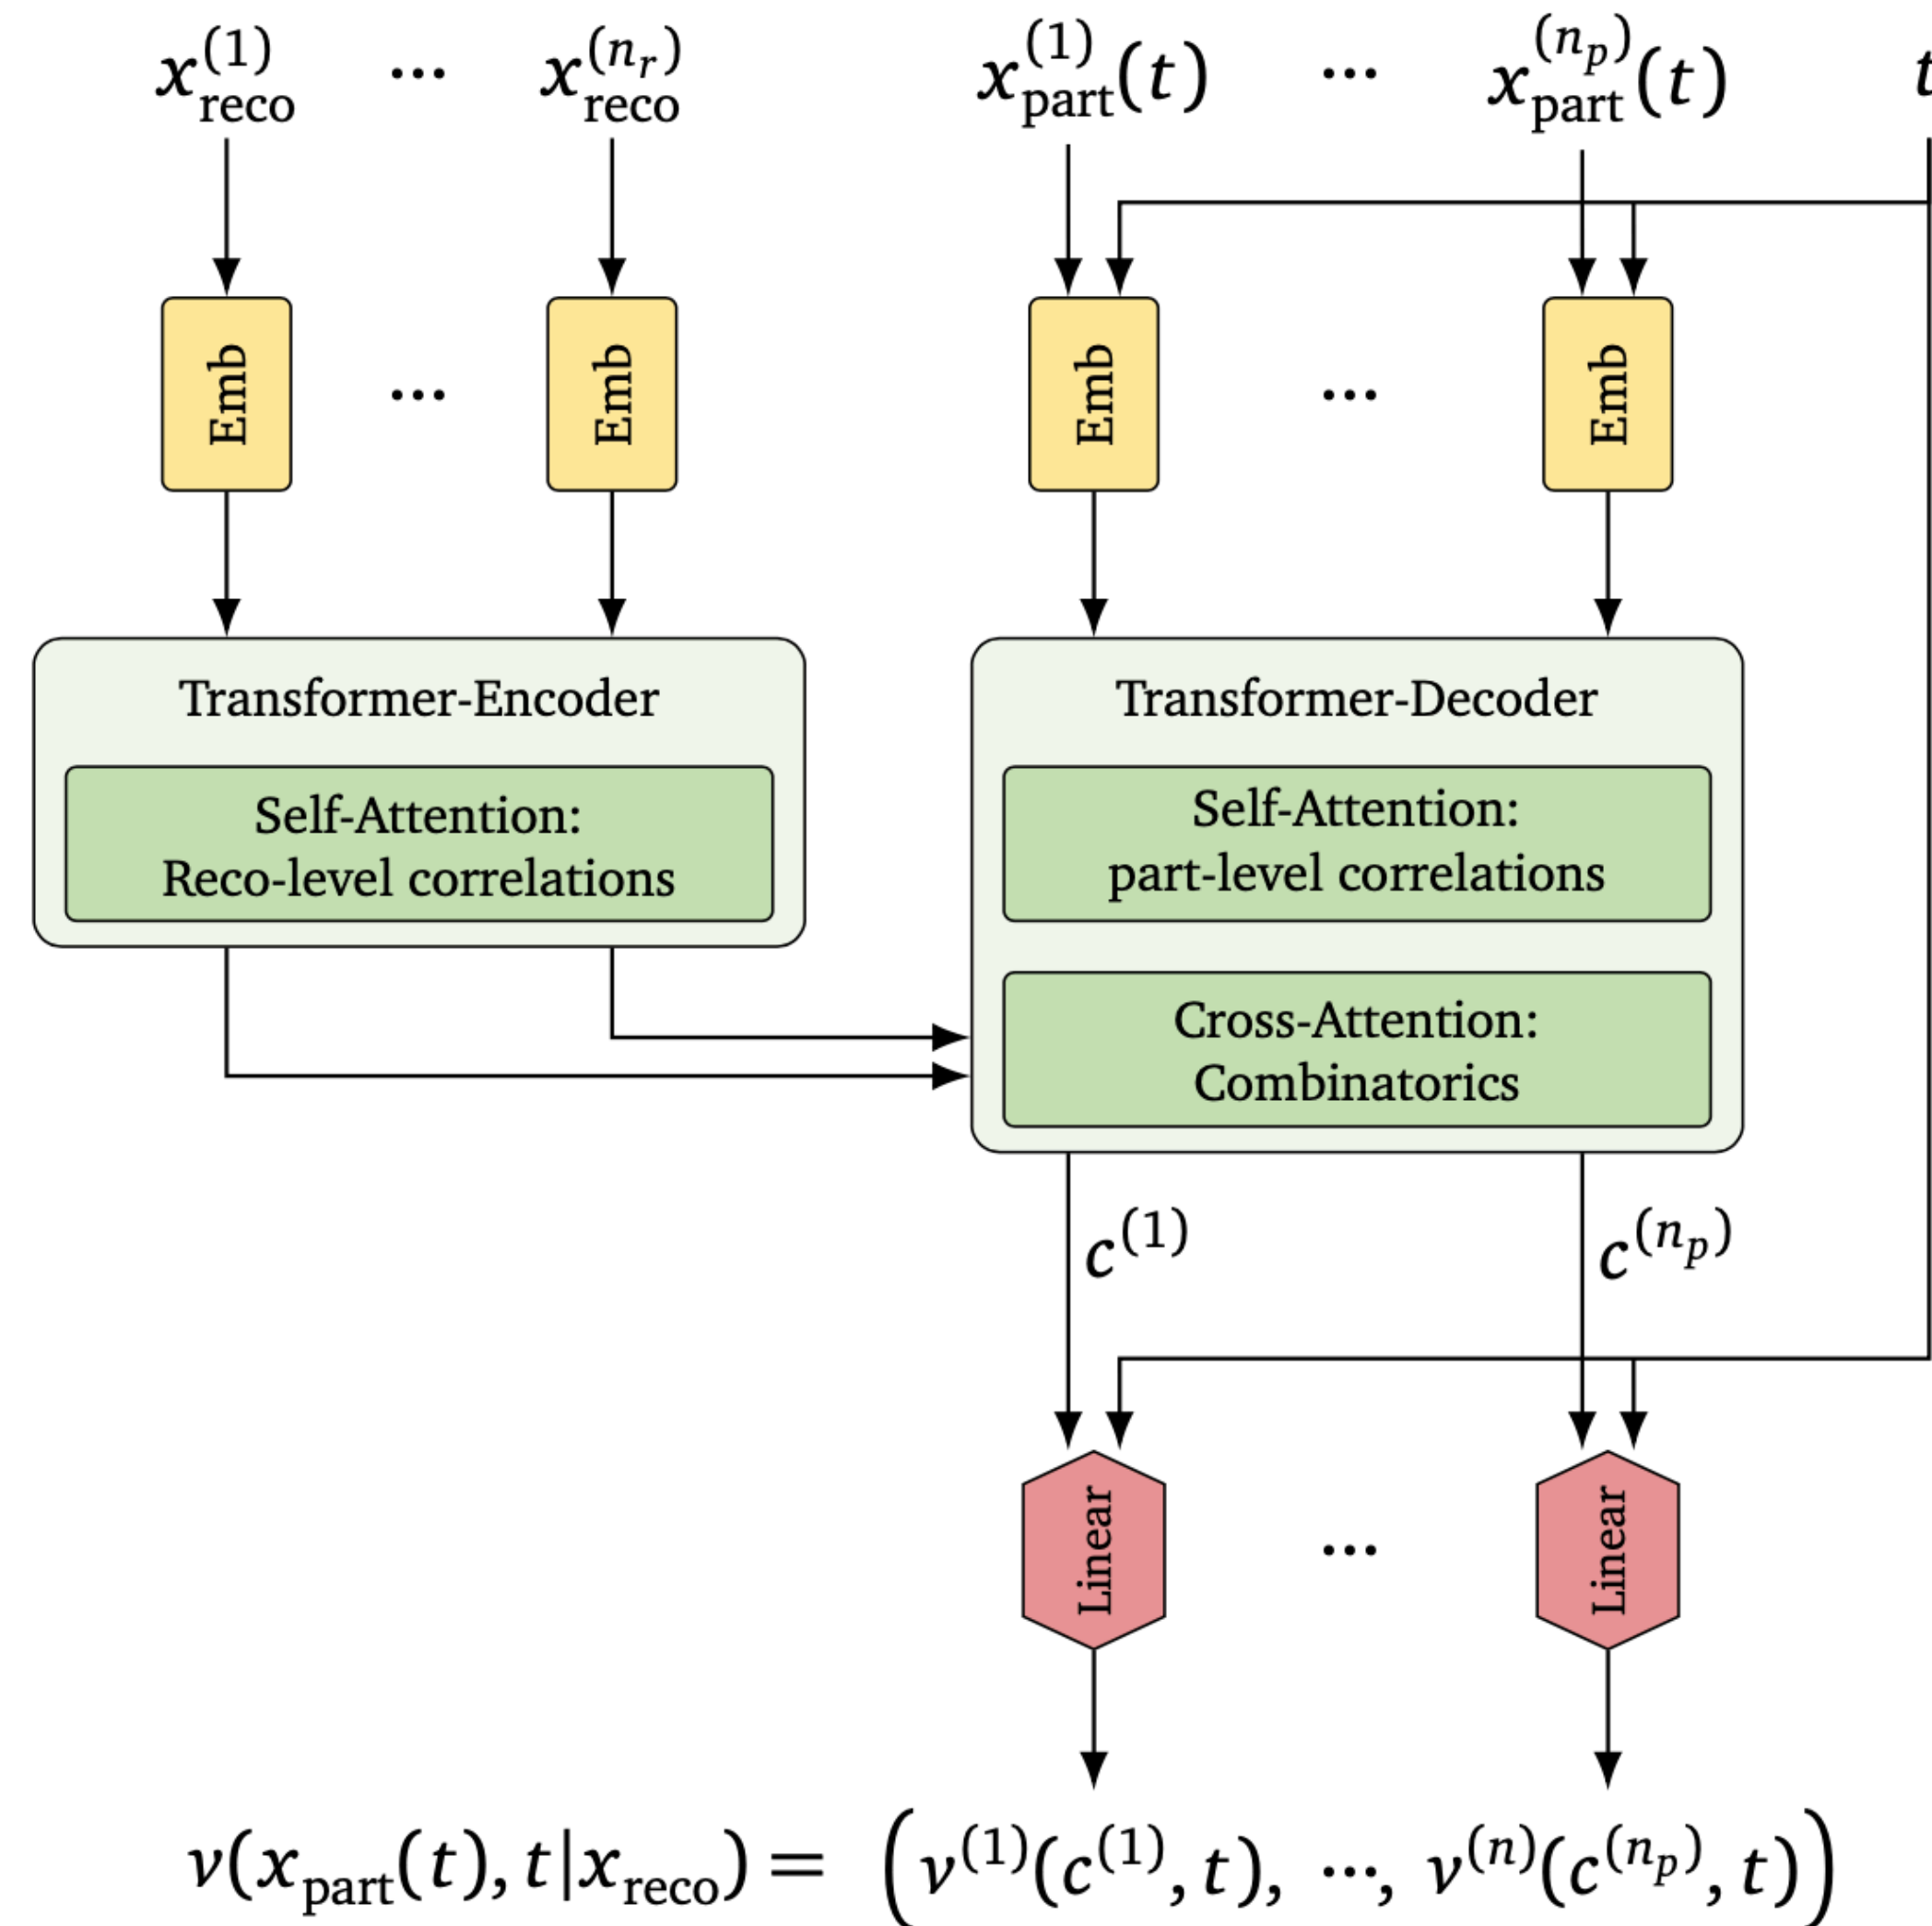 x_reco^(1) ... x_reco^(n_r) x_part^(1)(t) ... x_part^(n_p)(t) t
Emb ... Emb Emb ... Emb
Transformer-Encoder
Self-Attention:
Reco-level correlations
Transformer-Decoder
Self-Attention:
part-level correlations
Cross-Attention:
Combinatorics
c^(1) c^(n_p)
Linear ... Linear
v(x_part(t), t|x_reco) = (v^(1)(c^(1), t), ..., v^(n)(c^(n_p), t))